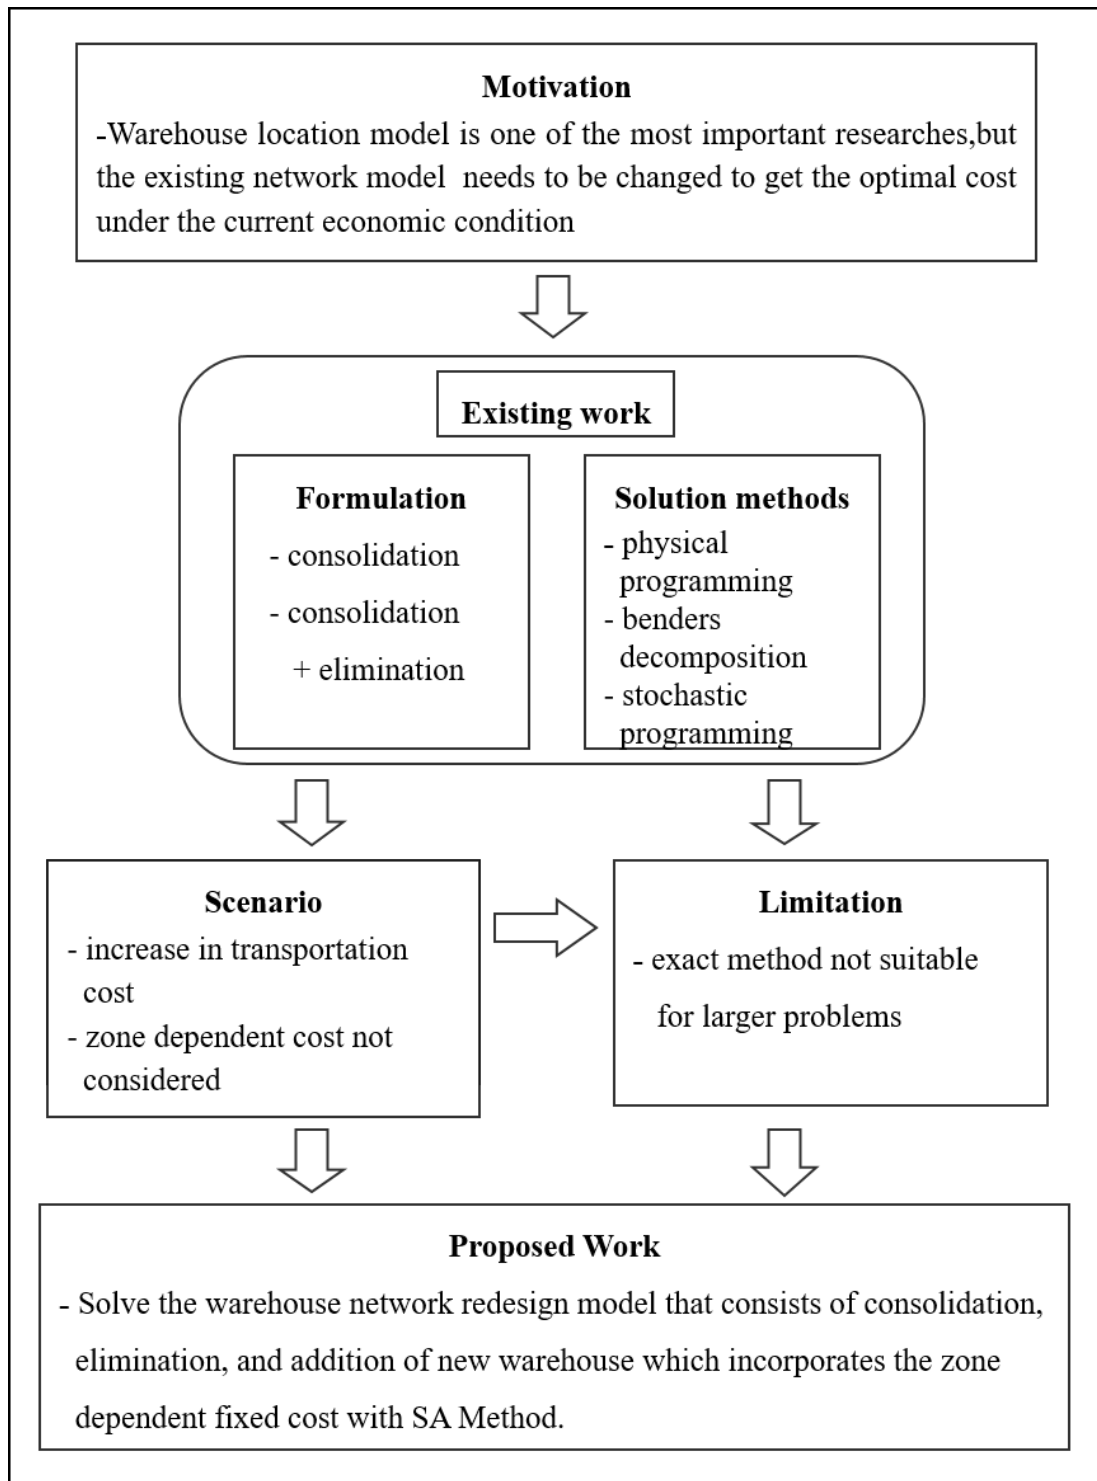 Motivation
-Warehouse location model is one of the most important researches,but
the existing network model needs to be changed to get the optimal cost
under the current economic condition
Existing work
Formulation
- consolidation
- consolidation
+ elimination
Solution methods
- physical
programming
- benders
decomposition
- stochastic
programming
Scenario
- increase in transportation
cost
- zone dependent cost not
considered
Limitation
- exact method not suitable
for larger problems
Proposed Work
- Solve the warehouse network redesign model that consists of consolidation,
elimination, and addition of new warehouse which incorporates the zone
dependent fixed cost with SA Method.